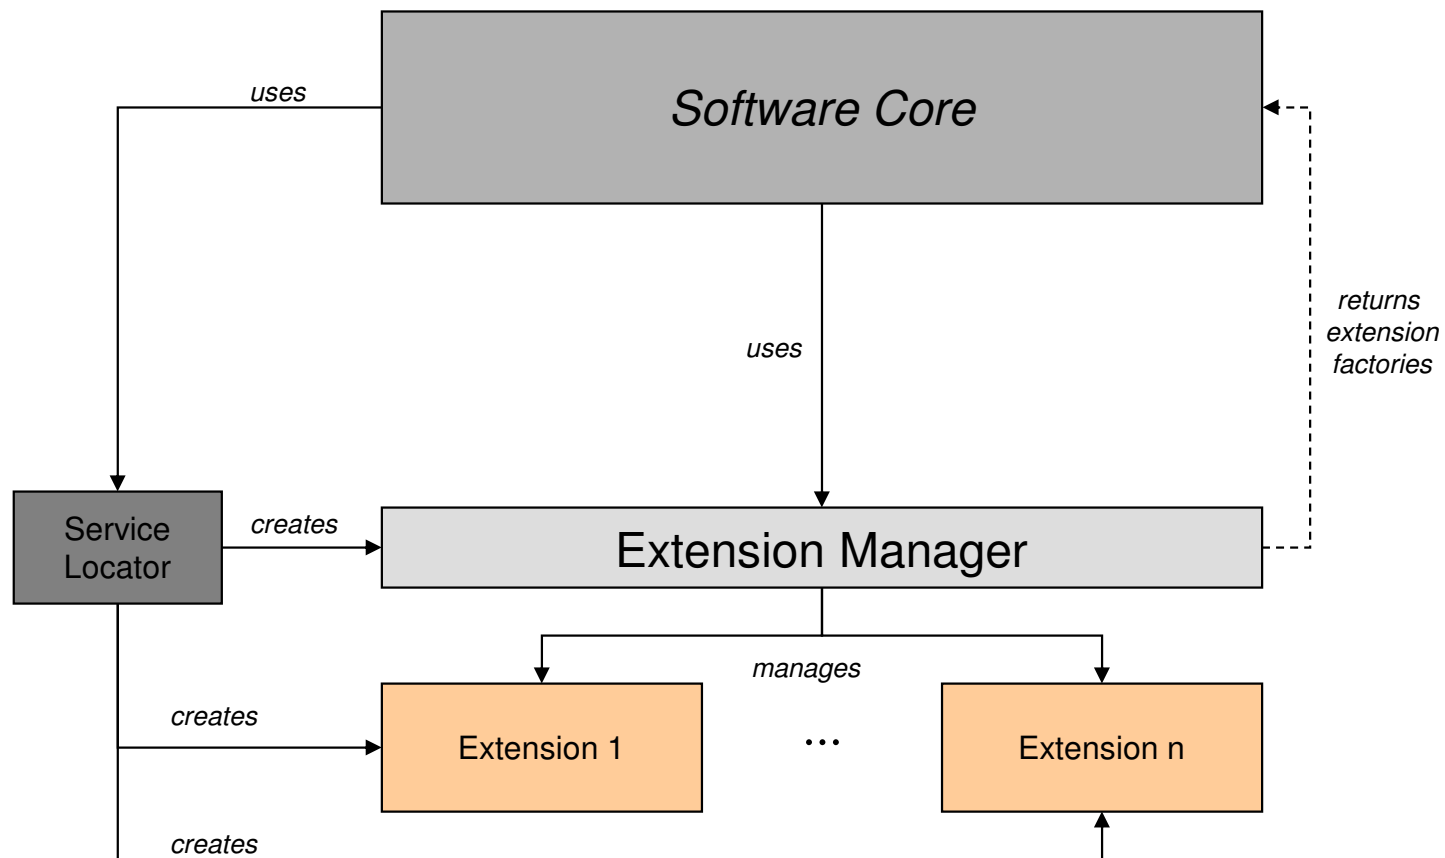 uses
Software Core
returns
extension
factories
uses
Service
Locator
creates
Extension Manager
manages
creates
Extension 1
...
Extension n
creates